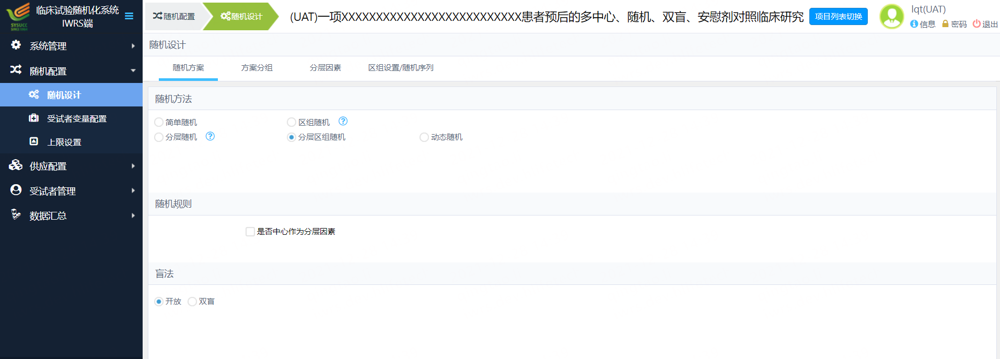 SYSUCC
SINCE 1964
临床试验随机化系统
IWRS端
系统管理
随机配置
随机设计
受试者变量配置
上限设置
供应配置
受试者管理
数据汇总
随机配置
随机设计
(UAT)一项XXXXXXXXXXXXXXXXXXXXXXXXXX患者预后的多中心、随机、双盲、安慰剂对照临床研究
项目列表切换
lqt(UAT)
信息 密码 退出
随机设计
随机方案 方案分组 分层因素 区组设置/随机序列
随机方法
简单随机 区组随机
分层随机 分层区组随机 动态随机
随机规则
是否中心作为分层因素
盲法
开放 双盲